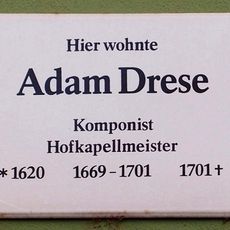 Hier wohnte
Adam Drese
Komponist
Hofkapellmeister
* 1620 1669 - 1701 1701 †